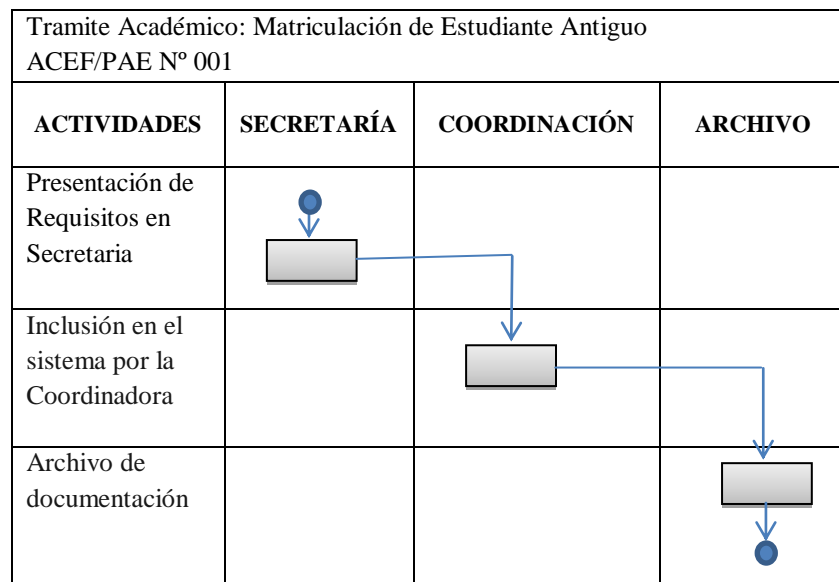 Tramite Académico: Matriculación de Estudiante Antiguo
ACEF/PAE Nº 001
ACTIVIDADES
SECRETARÍA
COORDINACIÓN
ARCHIVO
Presentación de
Requisitos en
Secretaria
Inclusión en el
sistema por la
Coordinadora
Archivo de
documentación